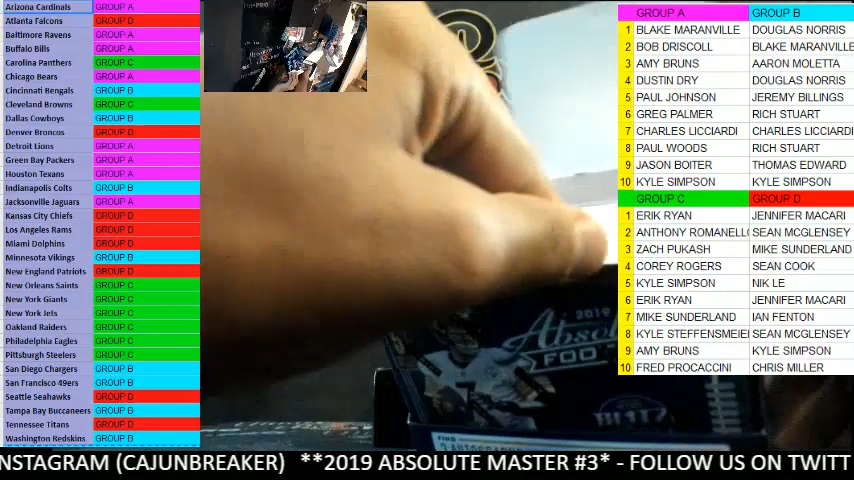 Arizona Cardinals GROUP A
Atlanta Falcons GROUP D
Baltimore Ravens GROUP A
Buffalo Bills GROUP A
Carolina Panthers GROUP C
Chicago Bears GROUP A
Cincinnati Bengals GROUP B
Cleveland Browns GROUP C
Dallas Cowboys GROUP B
Denver Broncos GROUP D
Detroit Lions GROUP A
Green Bay Packers GROUP A
Houston Texans GROUP A
Indianapolis Colts GROUP B
Jacksonville Jaguars GROUP A
Kansas City Chiefs GROUP D
Los Angeles Rams GROUP D
Miami Dolphins GROUP D
Minnesota Vikings GROUP B
New England Patriots GROUP D
New Orleans Saints GROUP C
New York Giants GROUP C
New York Jets GROUP C
Oakland Raiders GROUP C
Philadelphia Eagles GROUP C
Pittsburgh Steelers GROUP C
San Diego Chargers GROUP B
San Francisco 49ers GROUP B
Seattle Seahawks GROUP D
Tampa Bay Buccaneers GROUP B
Tennessee Titans GROUP D
Washington Redskins GROUP B
GROUP A GROUP B
1 BLAKE MARANVILLE DOUGLAS NORRIS
2 BOB DRISCOLL BLAKE MARANVILLE
3 AMY BRUNS AARON MOLETTA
4 DUSTIN DRY DOUGLAS NORRIS
5 PAUL JOHNSON JEREMY BILLINGS
6 GREG PALMER RICH STUART
7 CHARLES LICCIARDI CHARLES LICCIARDI
8 PAUL WOODS RICH STUART
9 JASON BOITER THOMAS EDWARD
10 KYLE SIMPSON KYLE SIMPSON
GROUP C GROUP D
1 ERIK RYAN JENNIFER MACARI
2 ANTHONY ROMANELLO SEAN MCGLENSEY
3 ZACH PUKASH MIKE SUNDERLAND
4 COREY ROGERS SEAN COOK
5 KYLE SIMPSON NIK LE
6 ERIK RYAN JENNIFER MACARI
7 MIKE SUNDERLAND IAN FENTON
8 KYLE STEFFENSMEIE SEAN MCGLENSEY
9 AMY BRUNS KYLE SIMPSON
10 FRED PROCACCINI CHRIS MILLER
2019
Absolute
FOO
BLITZ
NSTAGRAM (CAJUNBREAKER) **2019 ABSOLUTE MASTER #3* - FOLLOW US ON TWITT